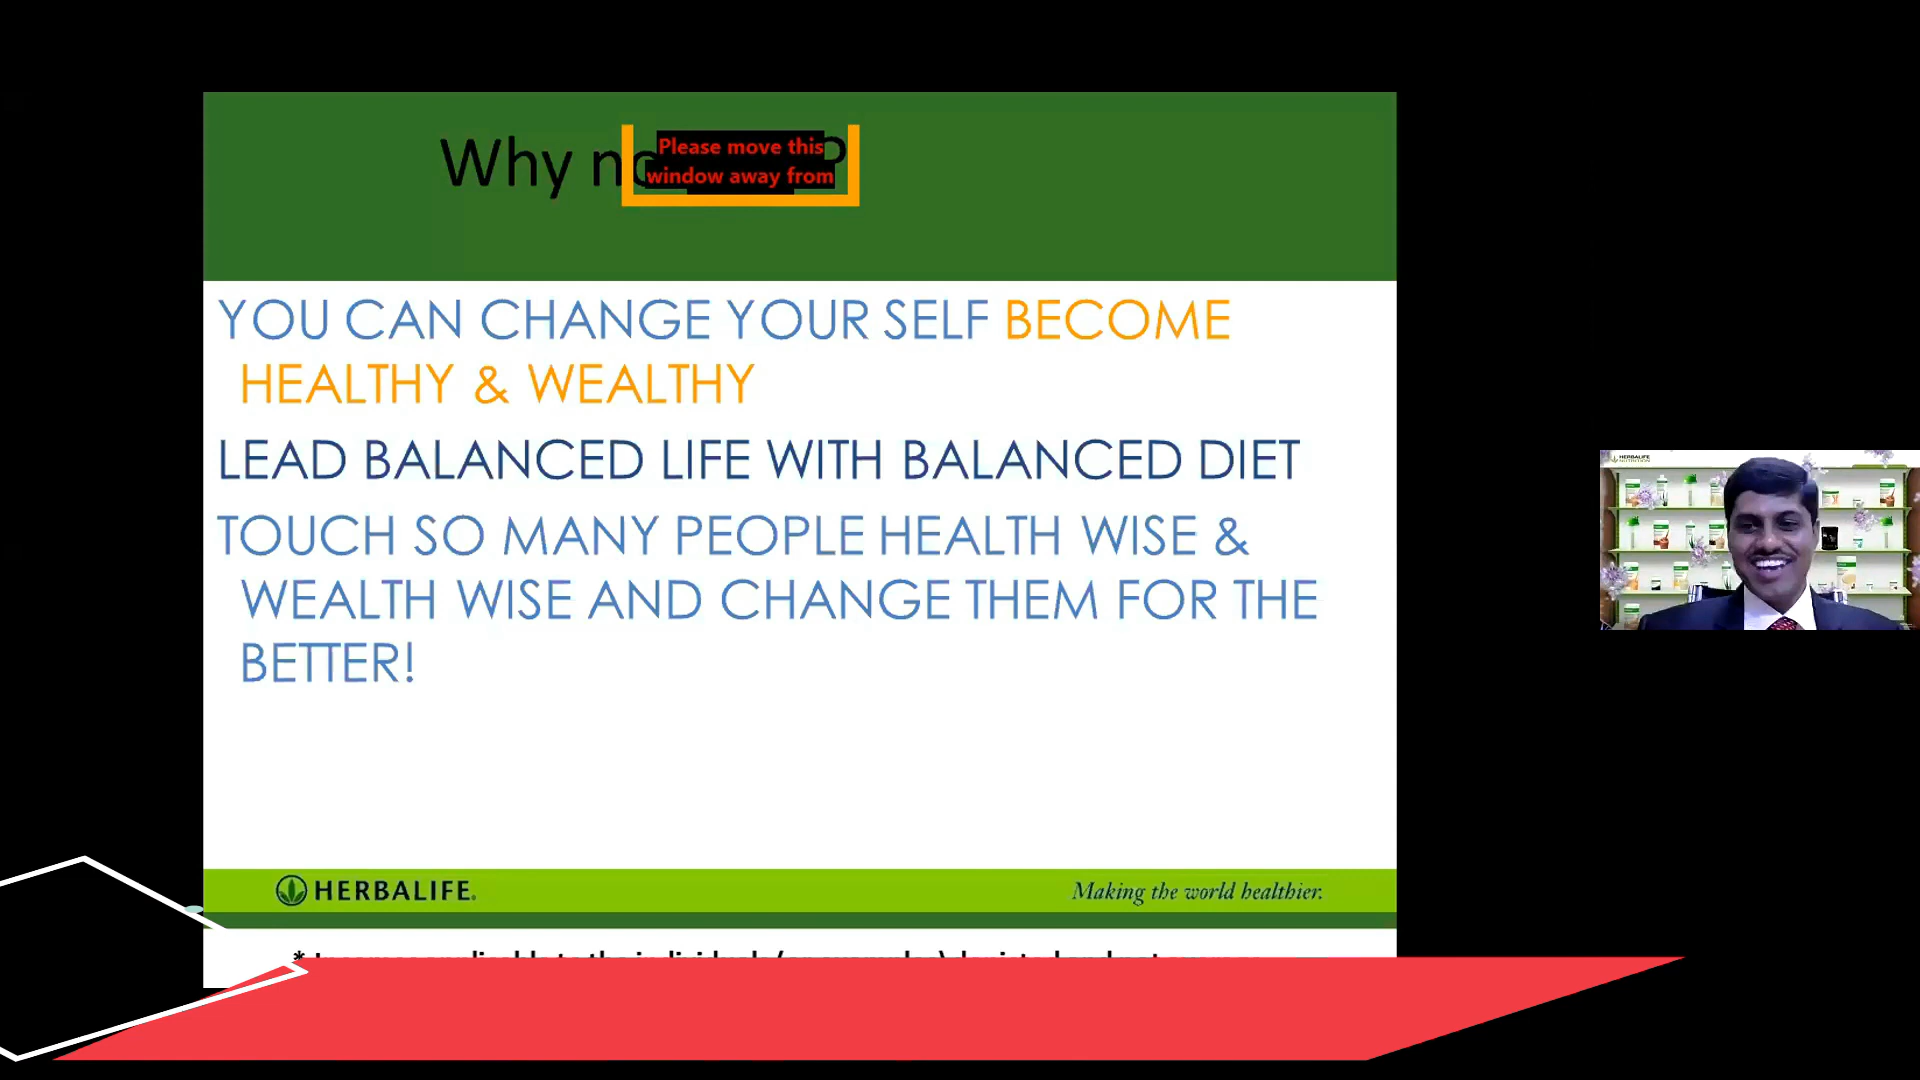 Why
Please move this
window away from
YOU CAN CHANGE YOUR SELF BECOME
HEALTHY & WEALTHY
LEAD BALANCED LIFE WITH BALANCED DIET
TOUCH SO MANY PEOPLE HEALTH WISE &
WEALTH WISE AND CHANGE THEM FOR THE
BETTER!
HERBALIFE.
Making the world healthier.
HERBALIFE